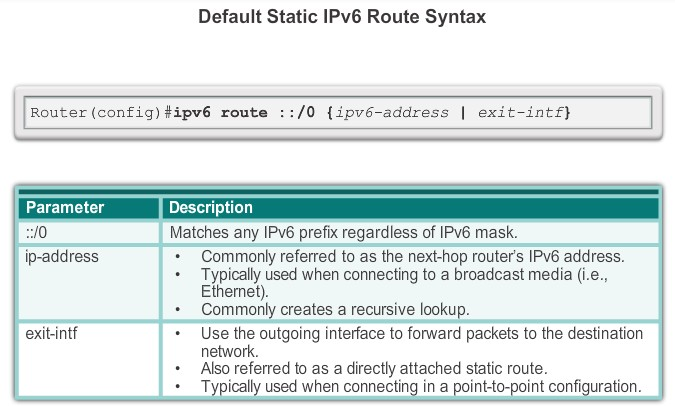 Default Static IPv6 Route Syntax
Router(config)#ipv6 route ::/0 {ipv6-address | exit-intf}
Parameter Description
::/0 Matches any IPv6 prefix regardless of IPv6 mask.
ip-address • Commonly referred to as the next-hop router's IPv6 address.
• Typically used when connecting to a broadcast media (i.e.,
Ethernet).
• Commonly creates a recursive lookup.
exit-intf • Use the outgoing interface to forward packets to the destination
network.
• Also referred to as a directly attached static route.
• Typically used when connecting in a point-to-point configuration.